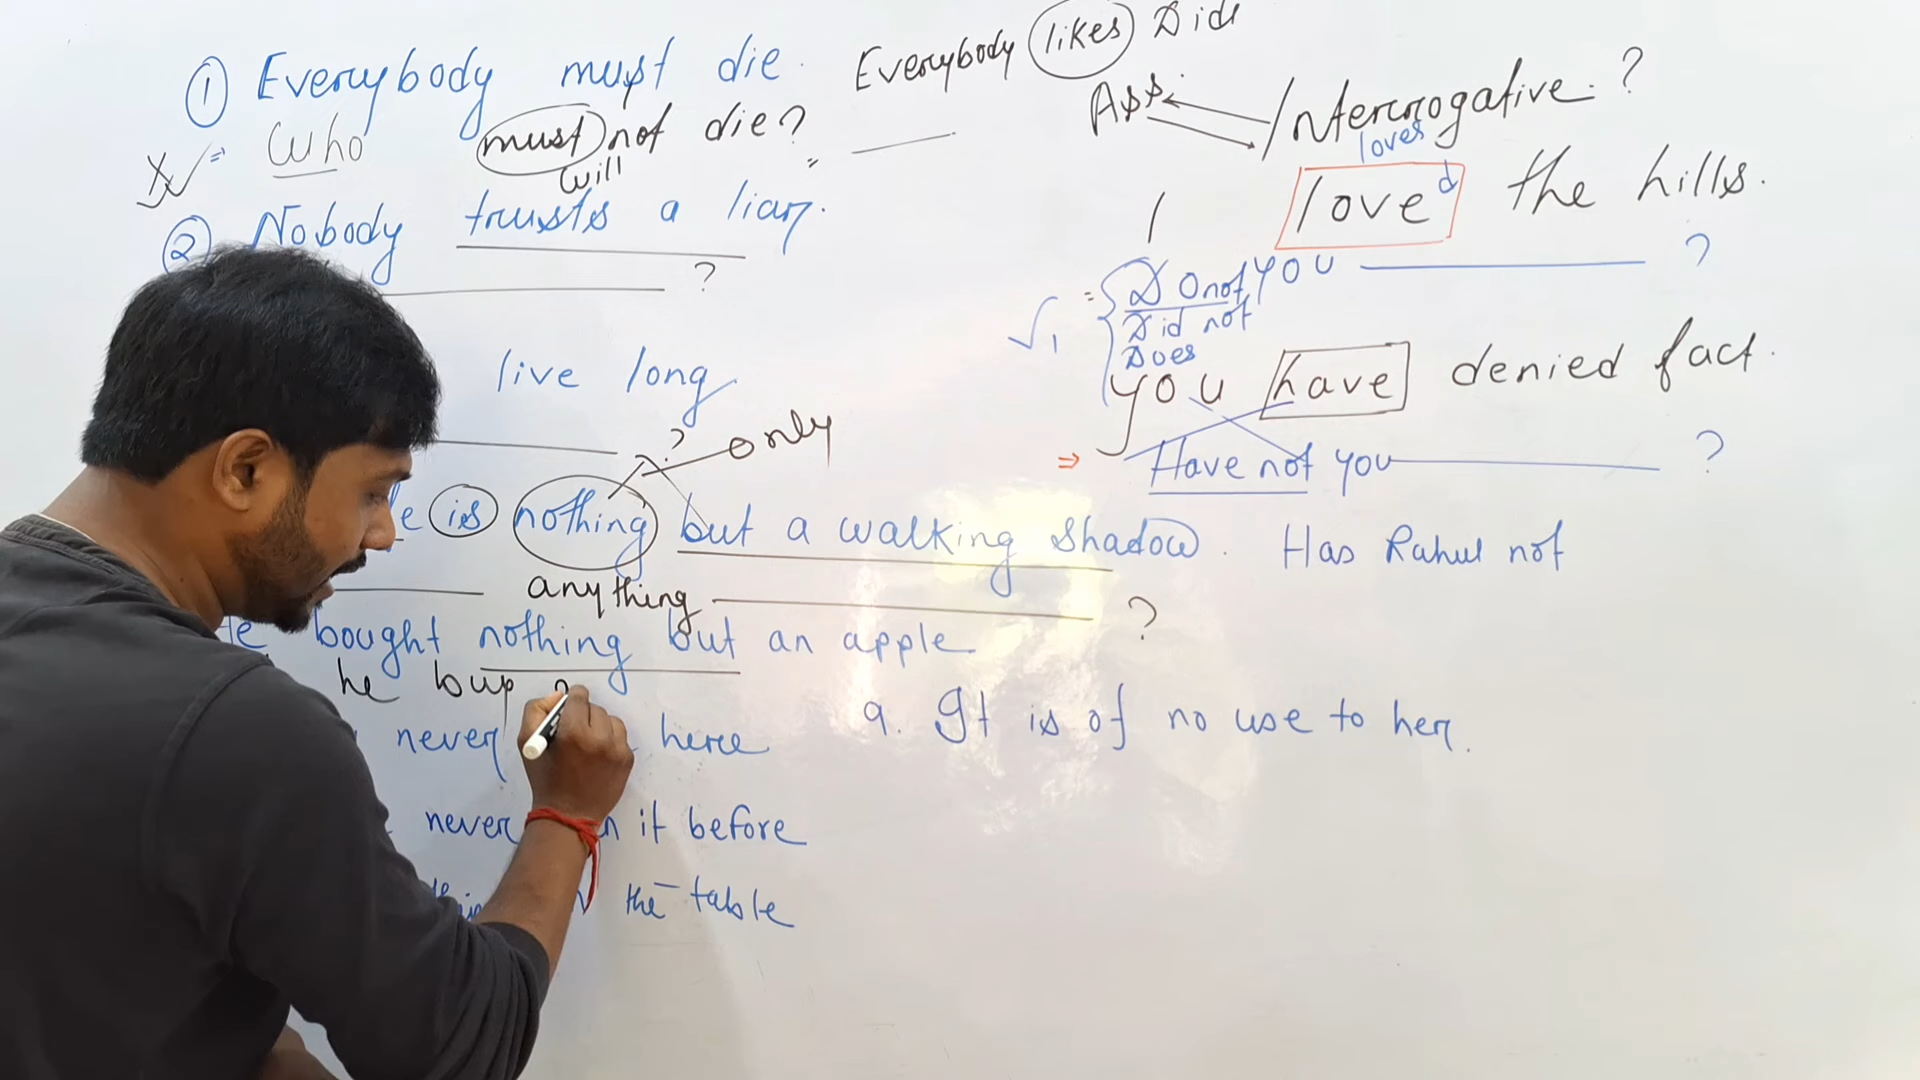 ① Everybody must die.
Everybody likes Did
Who must not die?
will
Ass. Interrogative. ?
② Nobody trusts a liar.
?
loves
I love d the hills.
Do not you ?
Did not
Does
live long
?
only
you have denied fact.
Have not you ?
is nothing but a walking shadow.
Has Rahul not
anything ?
He bought nothing but an apple
he buy
never here
9. It is of no use to her.
never it before
the table